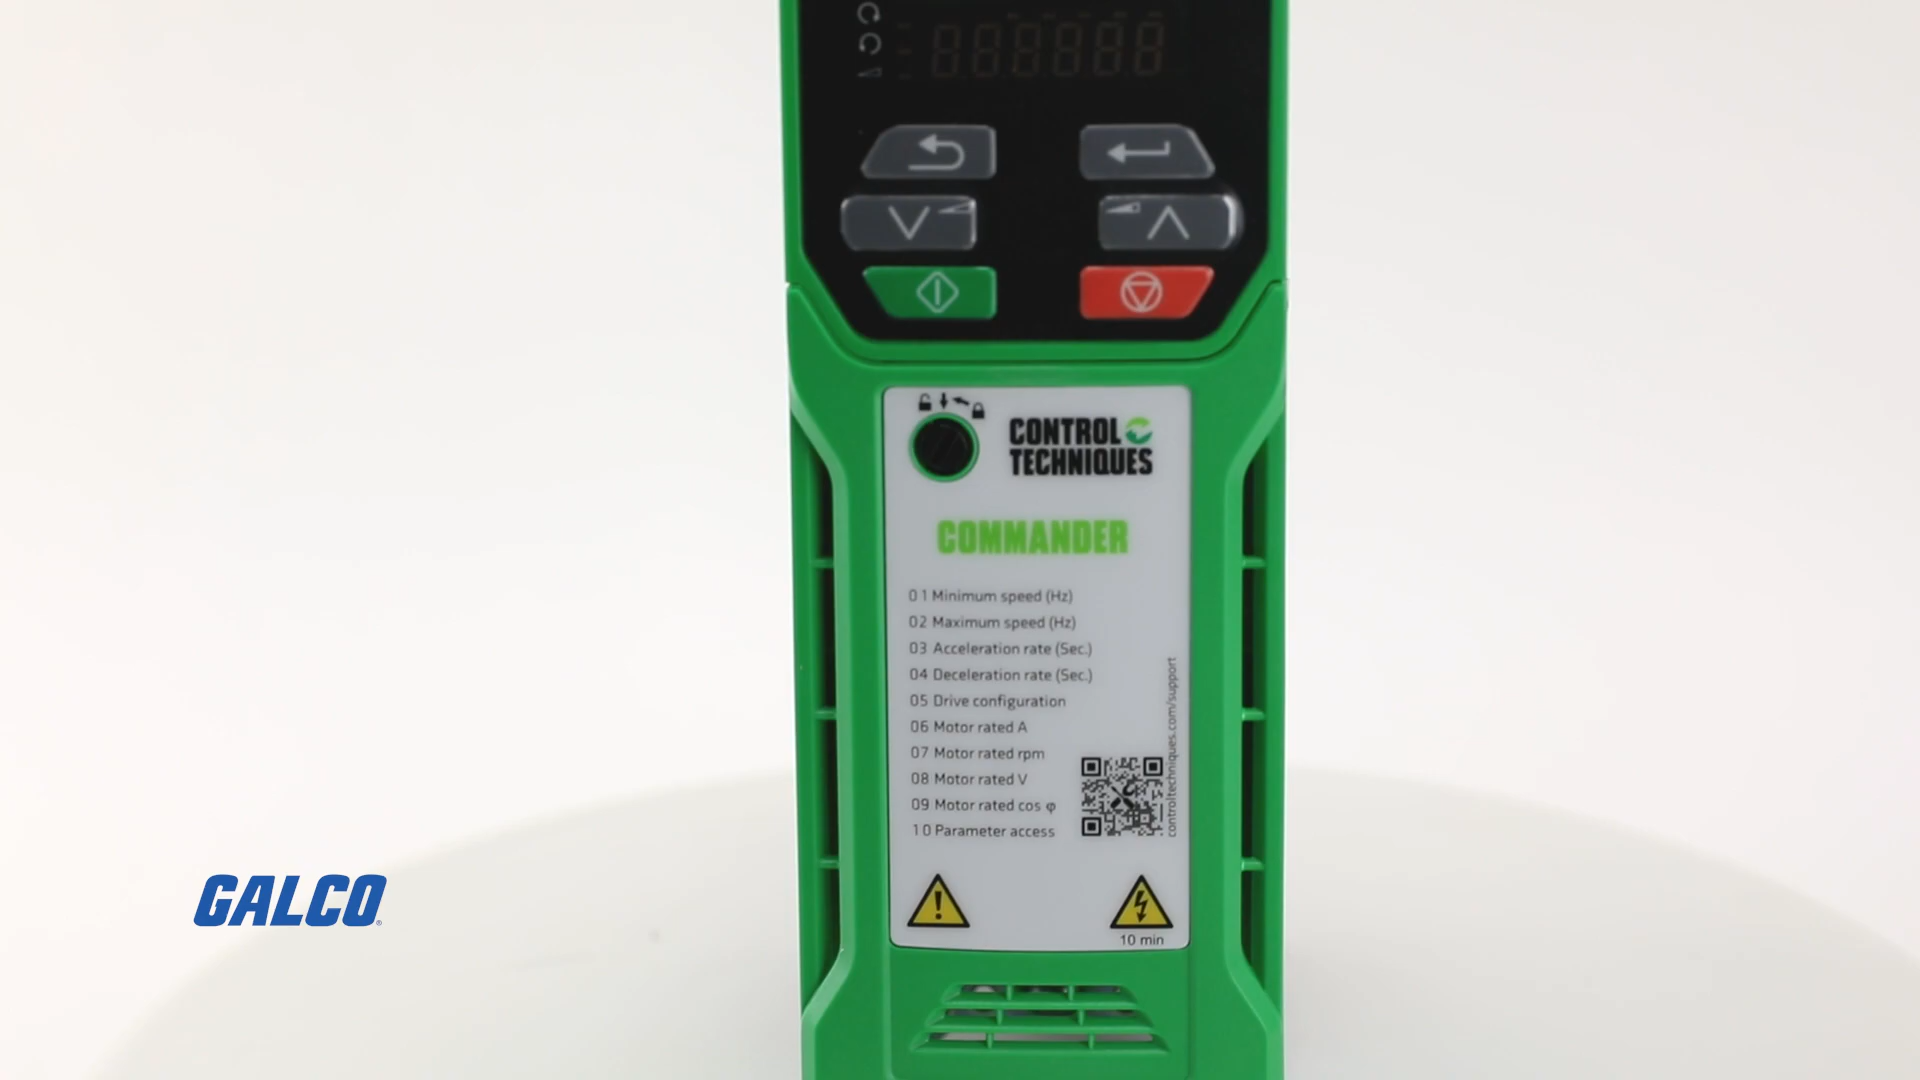 CONTROL
TECHNIQUES
COMMANDER
01 Minimum speed (Hz)
02 Maximum speed (Hz)
03 Acceleration rate (Sec.)
04 Deceleration rate (Sec.)
05 Drive configuration
06 Motor rated A
07 Motor rated rpm
08 Motor rated V
09 Motor rated cos φ
10 Parameter access
controltechniques.com/support
10 min
GALCO®